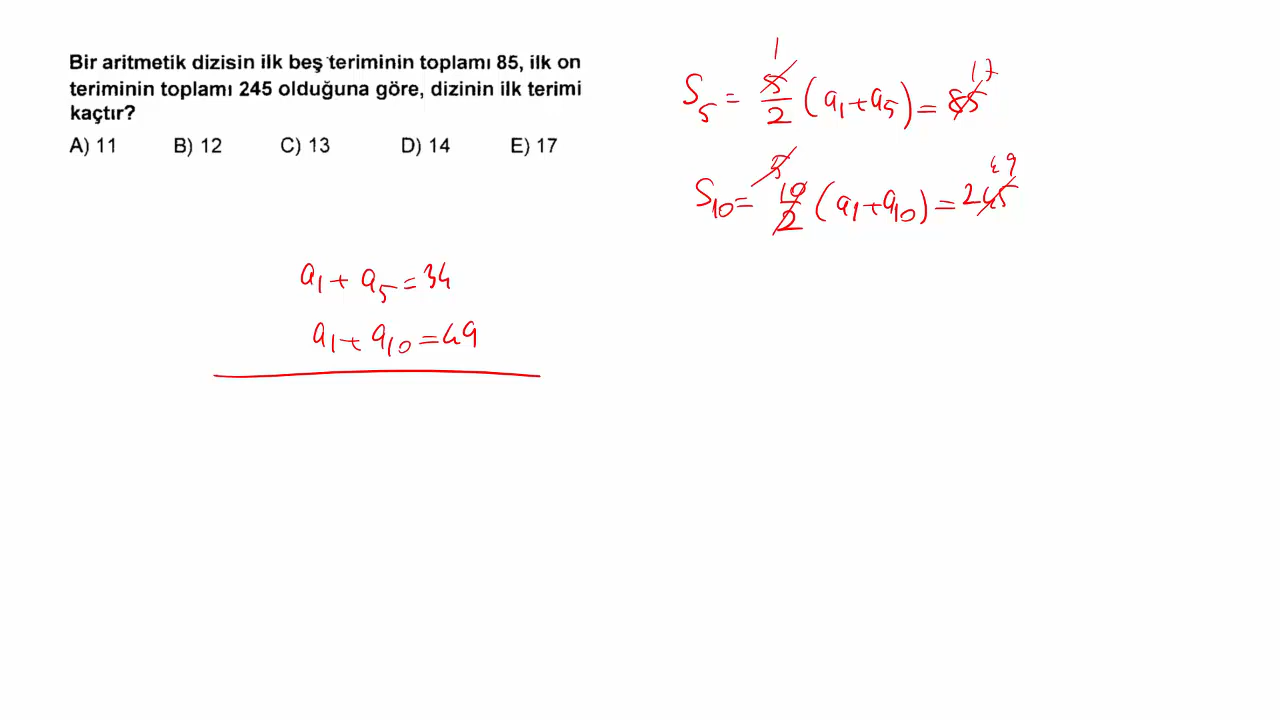 Bir aritmetik dizisin ilk beş teriminin toplamı 85, ilk on
teriminin toplamı 245 olduğuna göre, dizinin ilk terimi
kaçtır?
A) 11 B) 12 C) 13 D) 14 E) 17
1 17
S5 = 5/2 (a1+a5) = 85
5 49
S10 = 10/2 (a1+a10) = 245
a1 + a5 = 34
a1 + a10 = 49